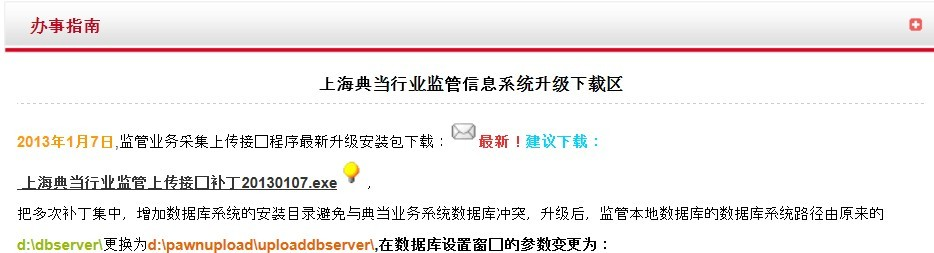 办事指南
上海典当行业监管信息系统升级下载区
2013年1月7日,监管业务采集上传接口程序最新升级安装包下载：最新！建议下载：
上海典当行业监管上传接口补丁20130107.exe，
把多次补丁集中，增加数据库系统的安装目录避免与典当业务系统数据库冲突，升级后，监管本地数据库的数据库系统路径由原来的
d:\dbserver\更换为d:\pawnupload\uploaddbserver\,在数据库设置窗口的参数变更为：